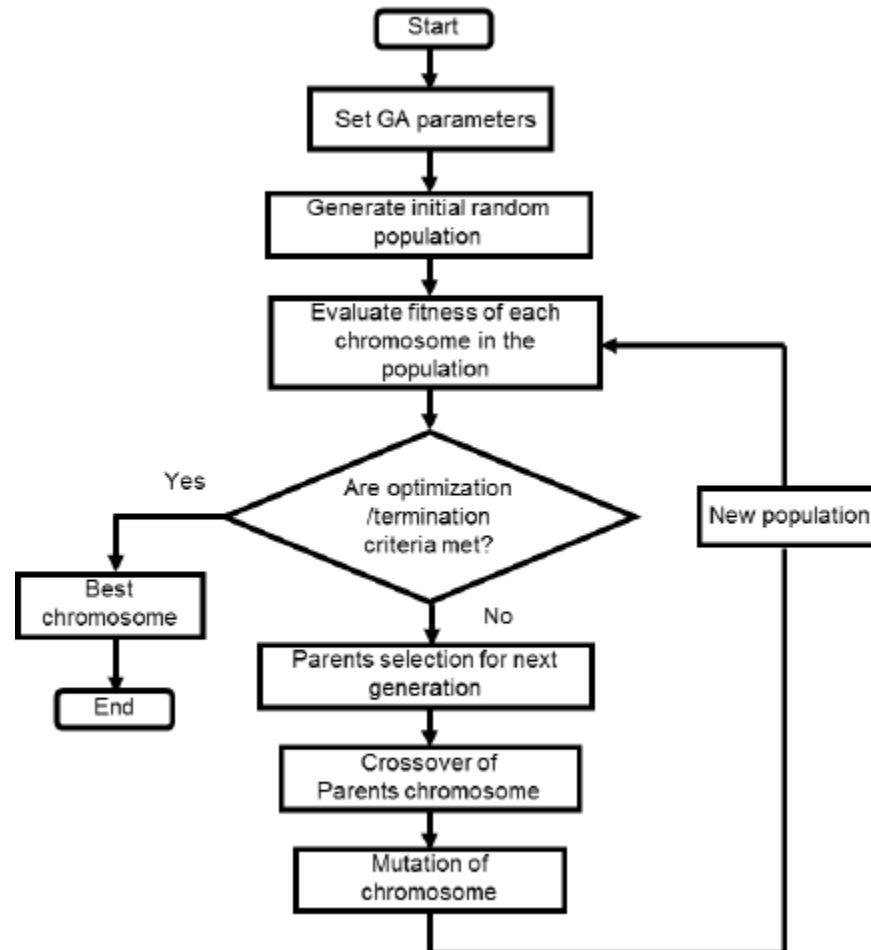 Start
Set GA parameters
Generate initial random
population
Evaluate fitness of each
chromosome in the
population
Yes
Are optimization
/termination
criteria met?
New population
Best
chromosome
No
Parents selection for next
generation
End
Crossover of
Parents chromosome
Mutation of
chromosome